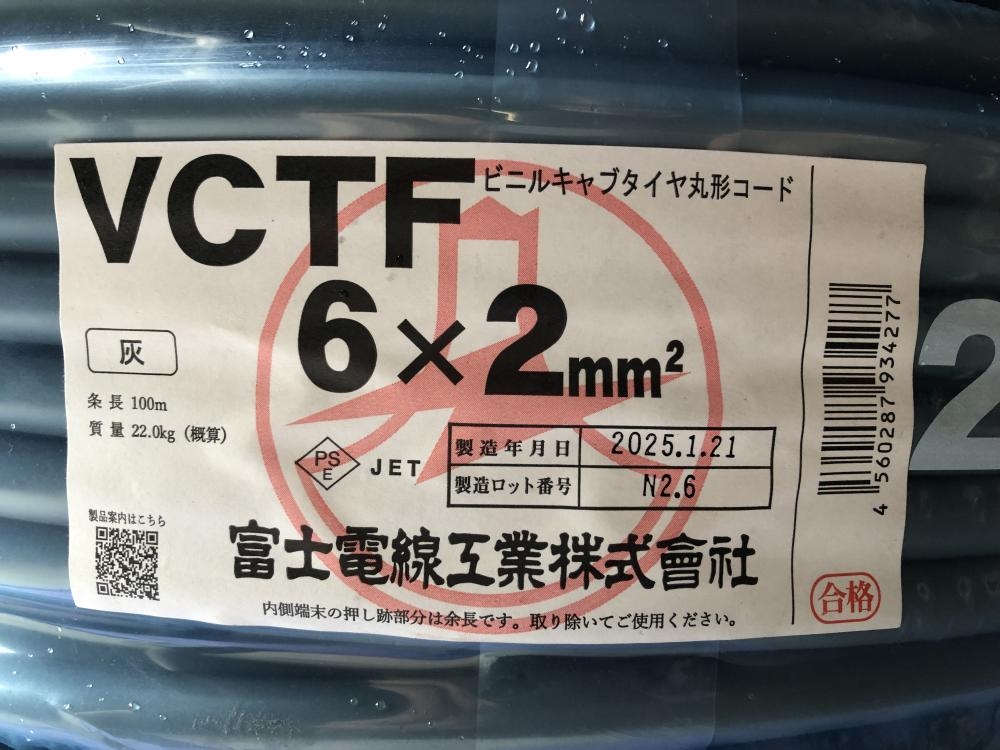 VCTF
ビニルキャブタイヤ丸形コード
6×2mm²
灰
条長 100m
質量 22.0kg (概算)
PS
E
JET
製造年月日 2025.1.21
製造ロット番号 N2.6
製品案内はこちら
富士電線工業株式會社
内側端末の押し跡部分は余長です。取り除いてご使用ください。
4 560287 934277
合格
2